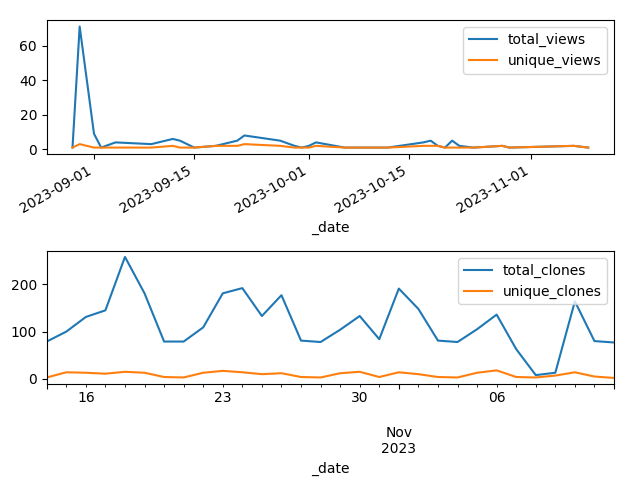 60
40
20
0
total_views
unique_views
2023-09-01
2023-09-15
2023-10-01
2023-10-15
2023-11-01
_date
200
100
0
total_clones
unique_clones
16
23
30
06
Nov
2023
_date